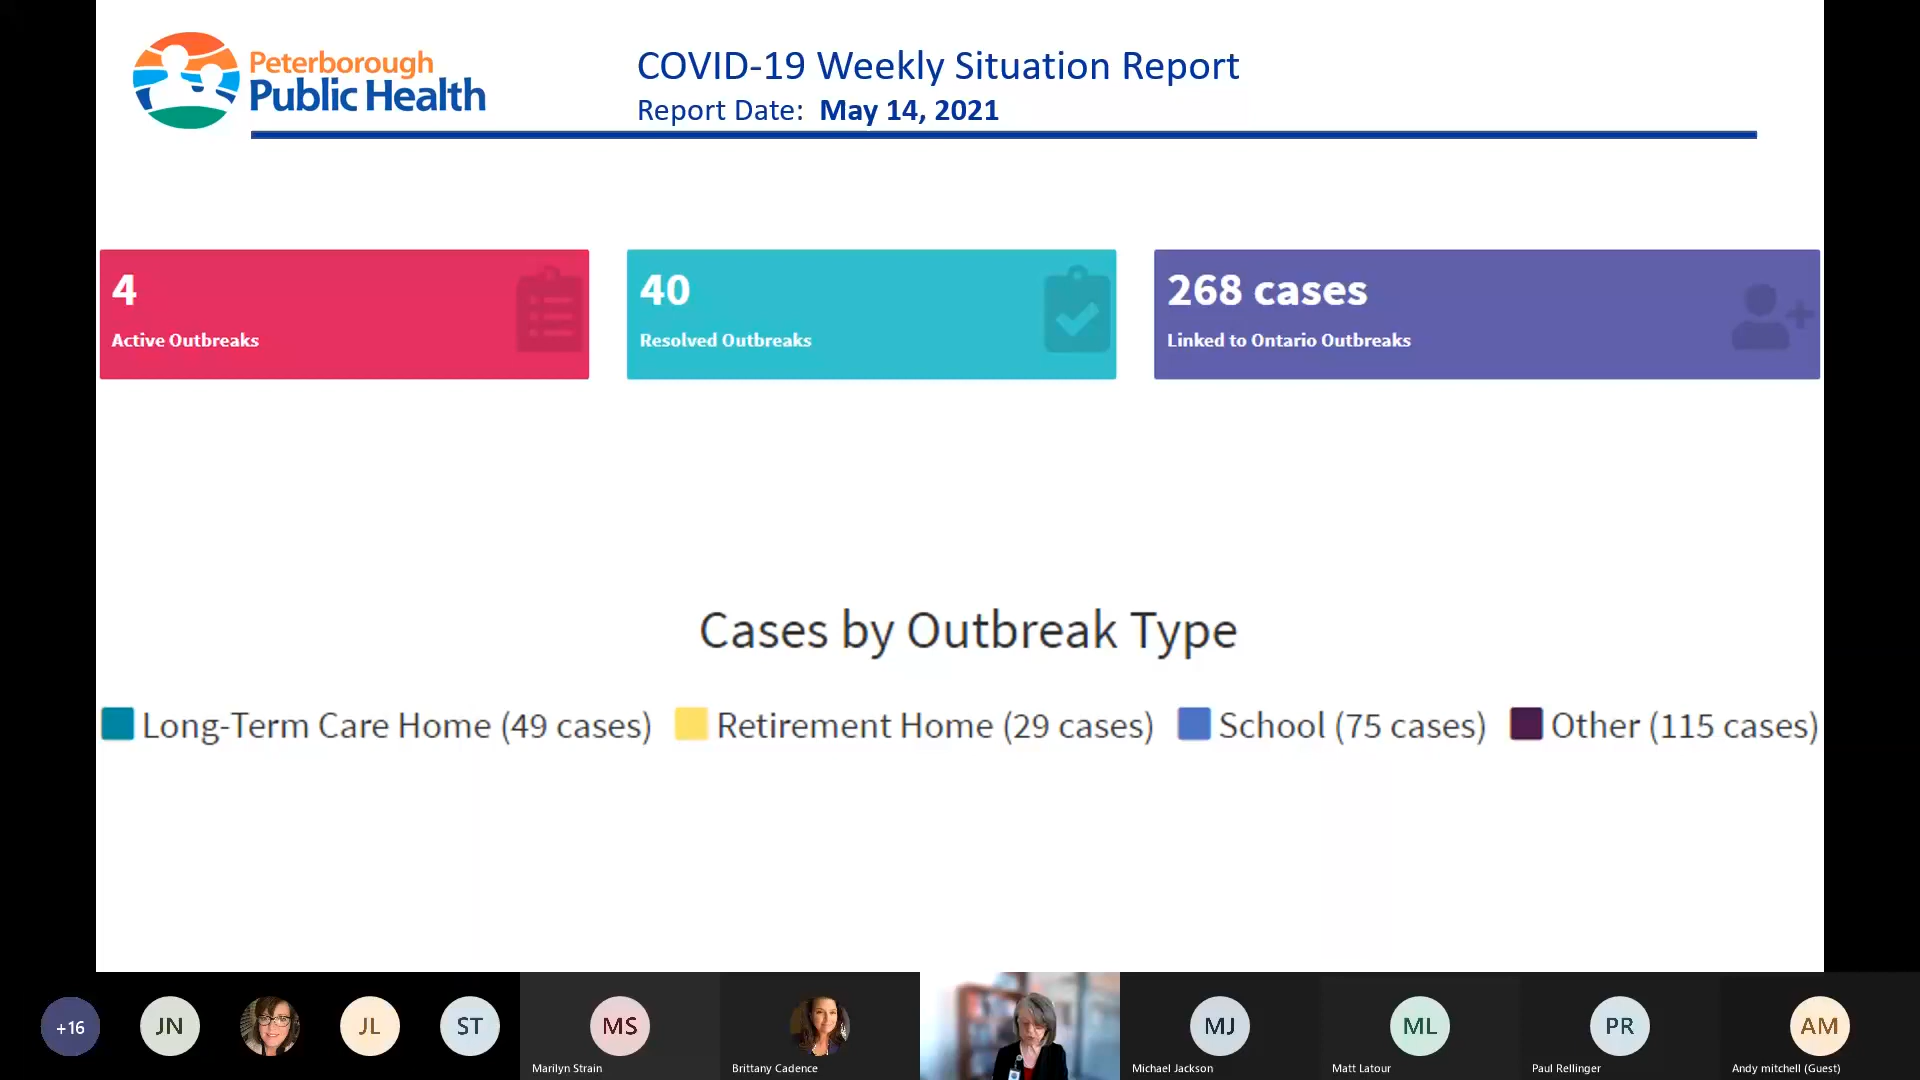 Peterborough
Public Health
COVID-19 Weekly Situation Report
Report Date: May 14, 2021
4
Active Outbreaks
40
Resolved Outbreaks
268 cases
Linked to Ontario Outbreaks
Cases by Outbreak Type
Long-Term Care Home (49 cases) Retirement Home (29 cases) School (75 cases) Other (115 cases)
+16
JN
JL
ST
MS
Marilyn Strain
Brittany Cadence
MJ
Michael Jackson
ML
Matt Latour
PR
Paul Rellinger
AM
Andy mitchell (Guest)